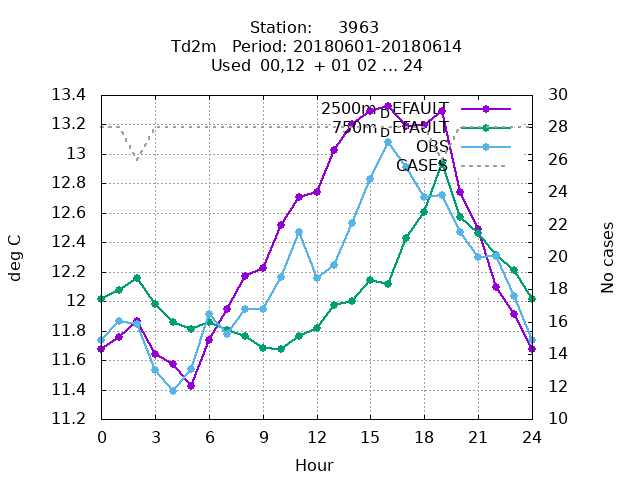 Station: 3963
Td2m Period: 20180601-20180614
Used 00,12 + 01 02 ... 24
2500m_DEFAULT
750m_DEFAULT
OBS
CASES
13.4
13.2
13
12.8
12.6
12.4
12.2
12
11.8
11.6
11.4
11.2
30
28
26
24
22
20
18
16
14
12
10
deg C
No cases
0 3 6 9 12 15 18 21 24
Hour